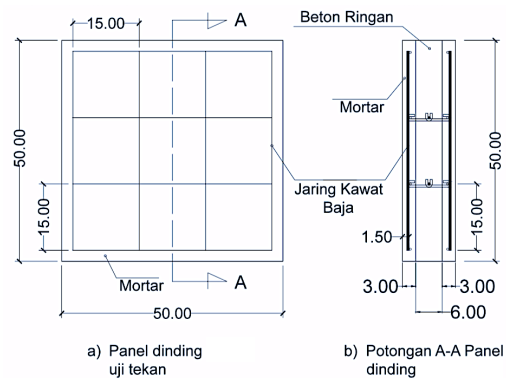 15.00
A
Beton Ringan
50.00
Mortar
50.00
Jaring Kawat
Baja
15.00
1.50
15.00
Mortar
A
3.00
3.00
50.00
6.00
a) Panel dinding
uji tekan
b) Potongan A-A Panel
dinding